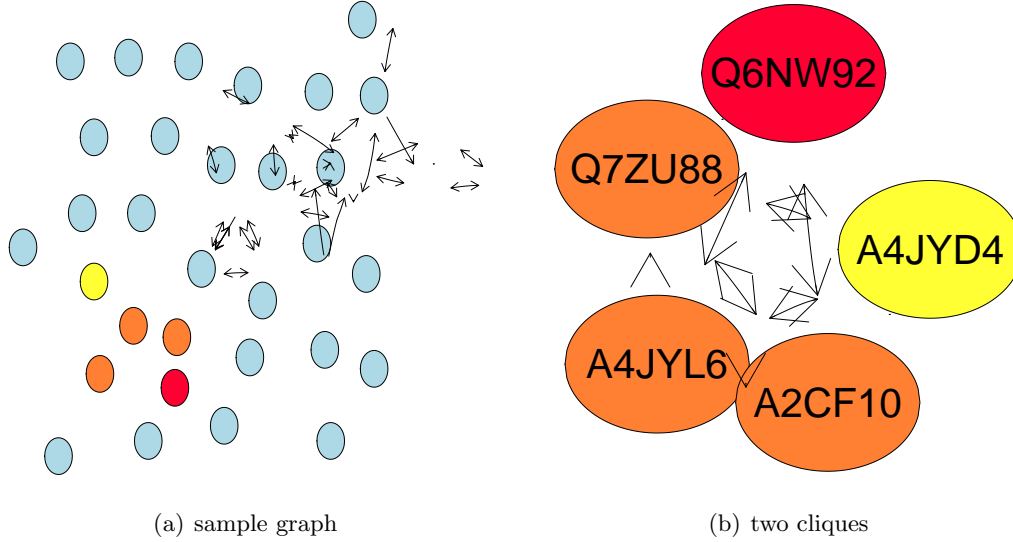 Q6NW92
Q7ZU88
A4JYD4
A4JYL6
A2CF10
(a) sample graph
(b) two cliques